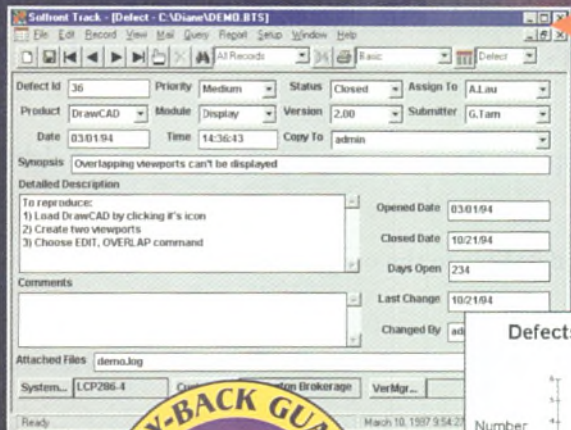 Soffront Track - [Defect - C:\Diane\DEMO.BTS]
File Edit Record View Mail Query Report Setup Window Help
All Records Basic Defect
Defect Id 36 Priority Medium Status Closed Assign To A.Lau
Product DrawCAD Module Display Version 2.00 Submitter G.Tam
Date 03/01/94 Time 14:36:43 Copy To admin
Synopsis Overlapping viewports can't be displayed
Detailed Description
To reproduce:
1) Load DrawCAD by clicking it's icon
2) Create two viewports
3) Choose EDIT, OVERLAP command
Opened Date 03/01/94
Closed Date 10/21/94
Days Open 234
Comments
Last Change 10/21/94
Changed By
Attached Files demo.log
System... LCP286-4 Brokerage VerMgr...
Ready March 10, 1997 9:54:2
Defects
Number
BACK GUA